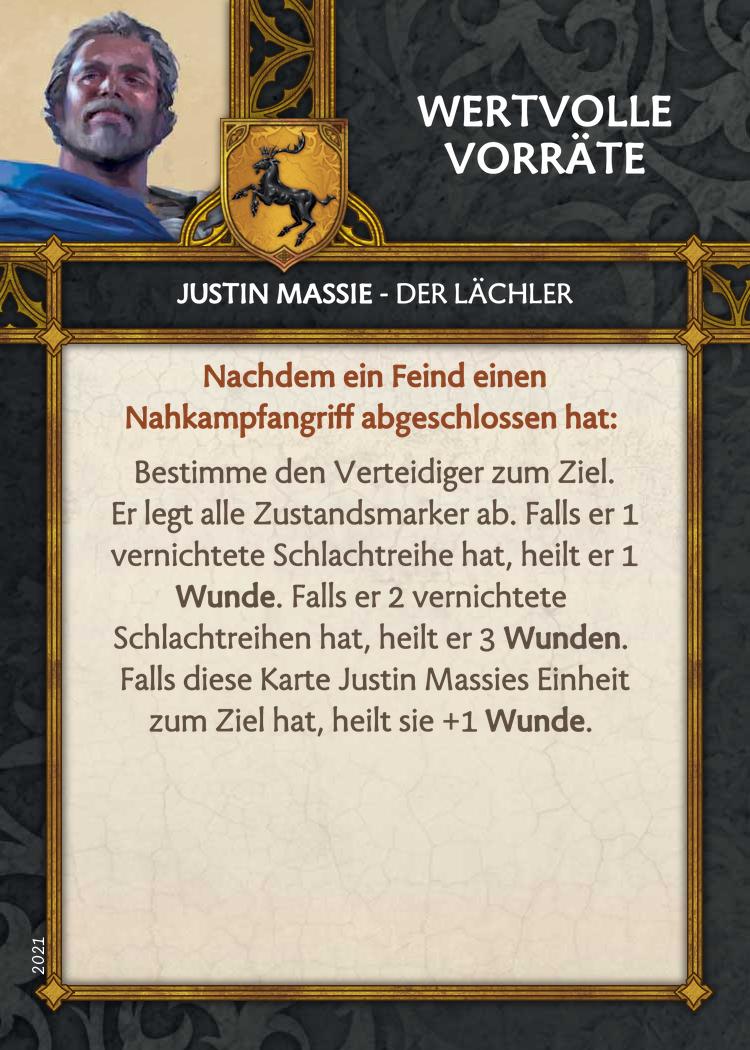 WERTVOLLE
VORRÄTE
JUSTIN MASSIE - DER LÄCHLER
Nachdem ein Feind einen
Nahkampfangriff abgeschlossen hat:
Bestimme den Verteidiger zum Ziel.
Er legt alle Zustandsmarker ab. Falls er 1
vernichtete Schlachtreihe hat, heilt er 1
Wunde. Falls er 2 vernichtete
Schlachtreihen hat, heilt er 3 Wunden.
Falls diese Karte Justin Massies Einheit
zum Ziel hat, heilt sie +1 Wunde.
2021